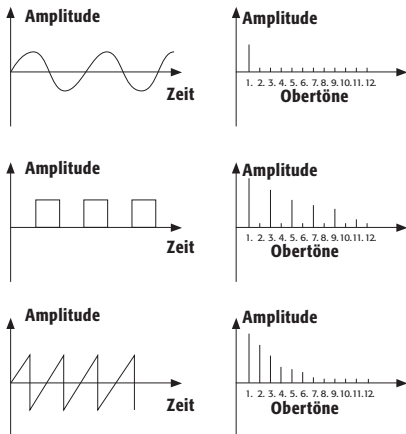 Amplitude
Zeit
Amplitude
1. 2. 3. 4. 5. 6. 7. 8. 9. 10. 11. 12.
Obertöne
Amplitude
Zeit
Amplitude
1. 2. 3. 4. 5. 6. 7. 8. 9. 10. 11. 12.
Obertöne
Amplitude
Zeit
Amplitude
1. 2. 3. 4. 5. 6. 7. 8. 9. 10. 11. 12.
Obertöne